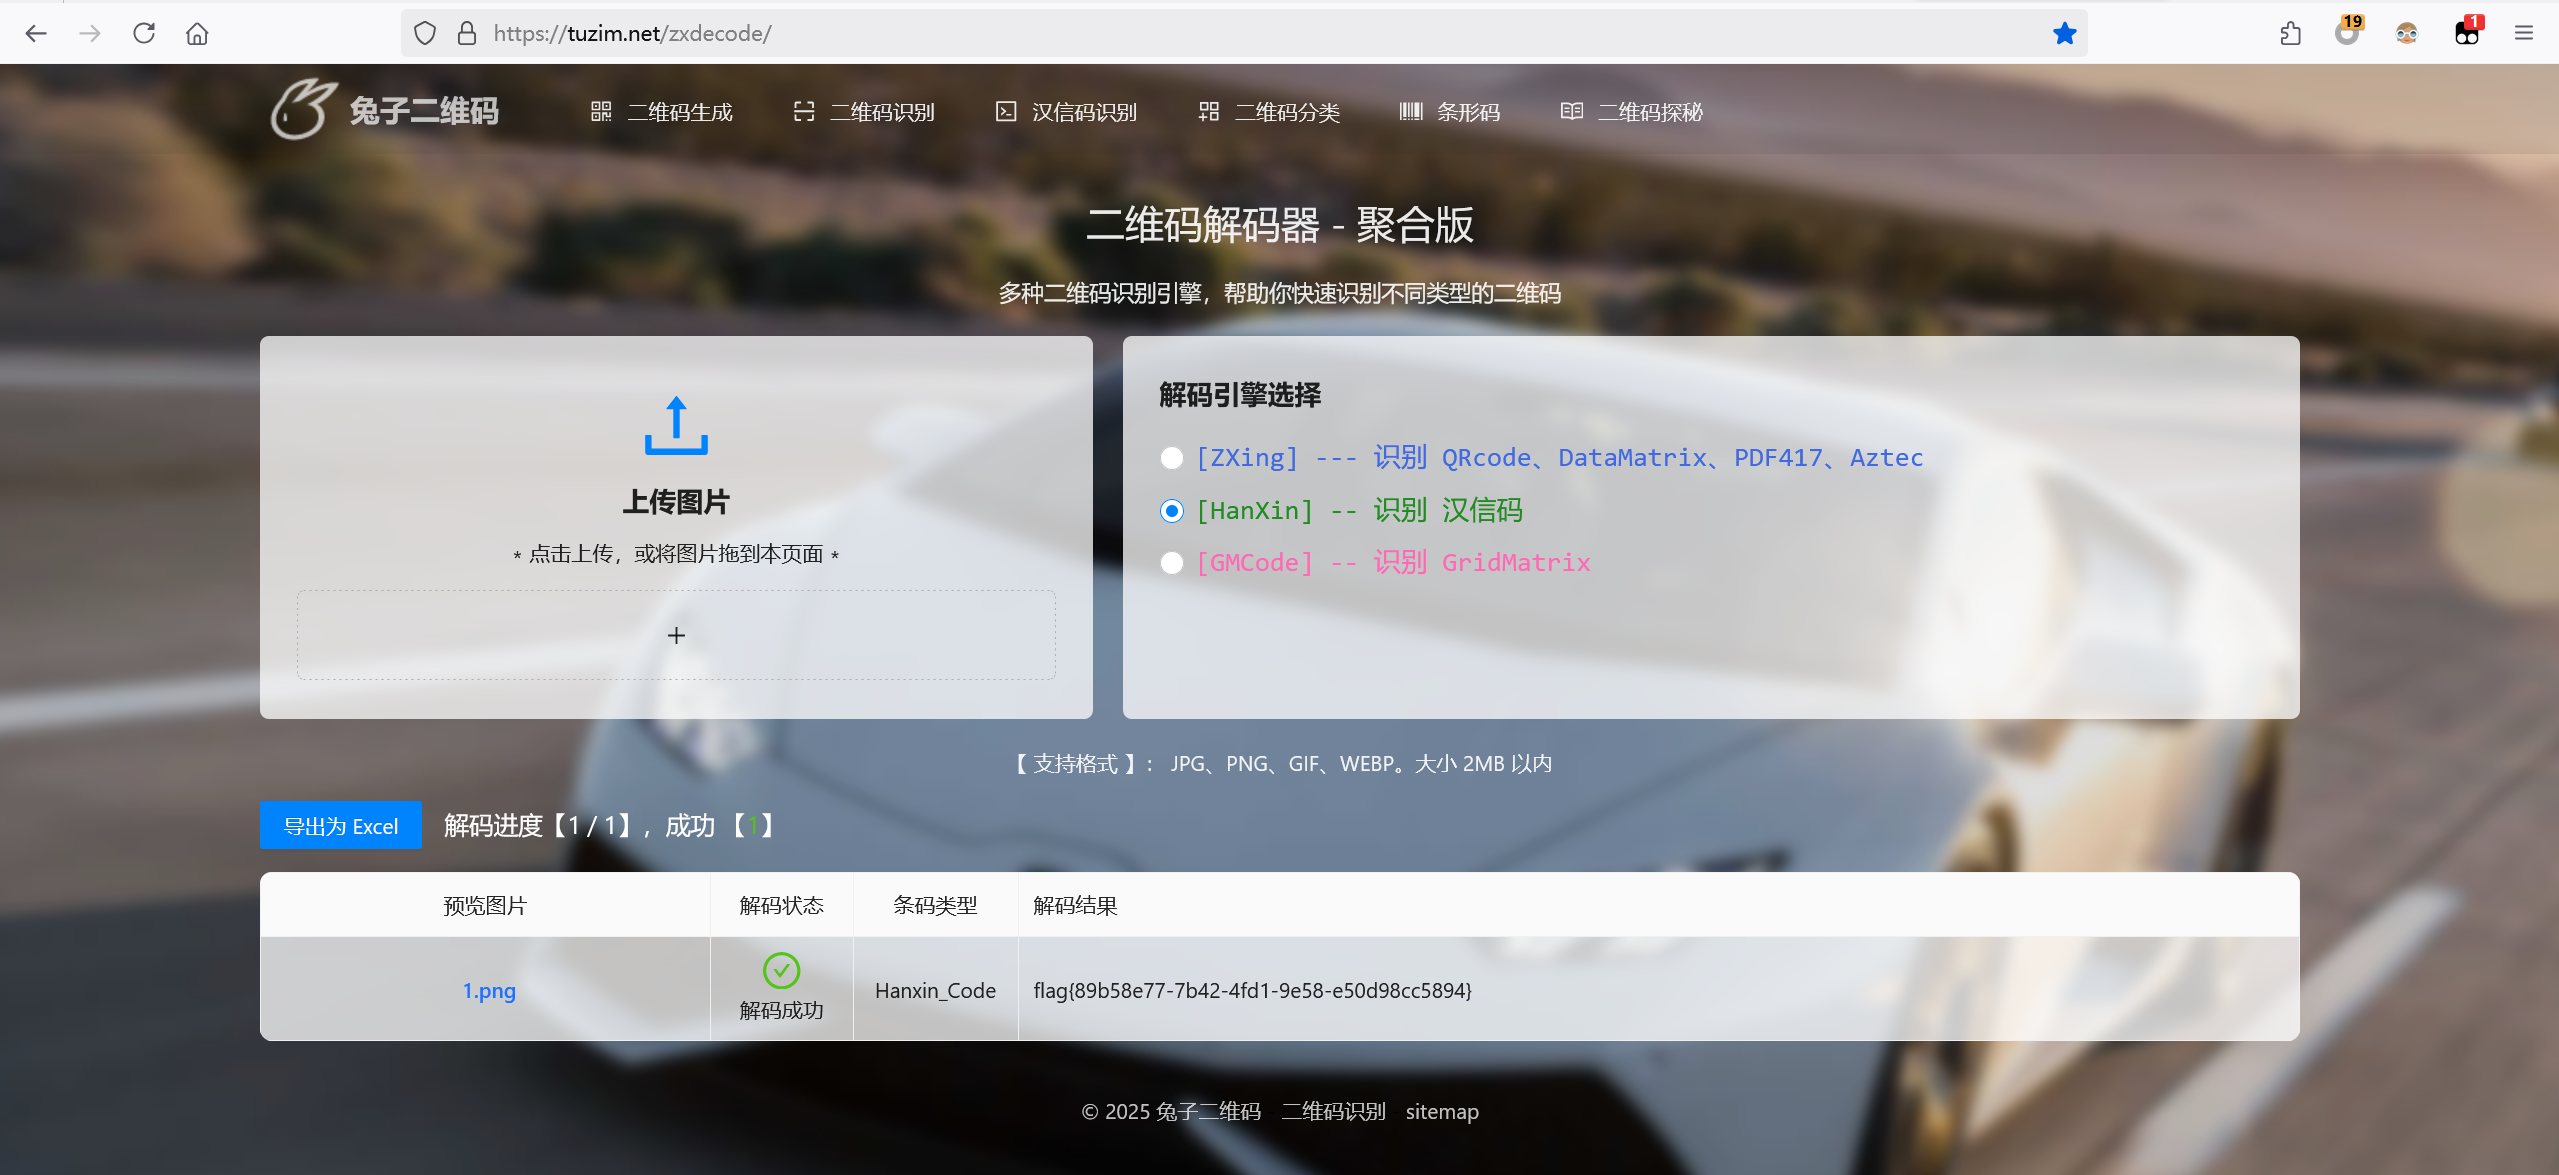 https://tuzim.net/zxdecode/
19
1
兔子二维码
二维码生成
二维码识别
汉信码识别
二维码分类
条形码
二维码探秘
二维码解码器 - 聚合版
多种二维码识别引擎，帮助你快速识别不同类型的二维码
上传图片
* 点击上传，或将图片拖到本页面 *
+
解码引擎选择
[ZXing] --- 识别 QRcode、DataMatrix、PDF417、Aztec
[HanXin] -- 识别 汉信码
[GMCode] -- 识别 GridMatrix
【 支持格式 】： JPG、PNG、GIF、WEBP。大小 2MB 以内
导出为 Excel
解码进度【1 / 1】，成功 【1】
预览图片 解码状态 条码类型 解码结果
1.png 解码成功 Hanxin_Code flag{89b58e77-7b42-4fd1-9e58-e50d98cc5894}
© 2025 兔子二维码 二维码识别 sitemap